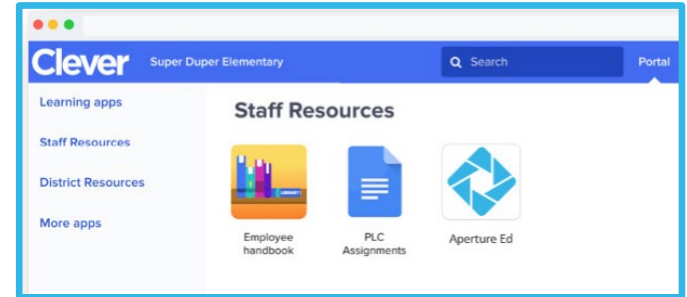 Clever Super Duper Elementary Search Portal
Learning apps
Staff Resources
District Resources
More apps
Staff Resources
LIBRARY
Employee
handbook
PLC
Assignments
Aperture Ed